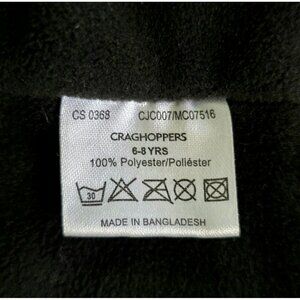 CS 0368 CJC007/MC07516
CRAGHOPPERS
6-8 YRS
100% Polyester/Poliéster
30
MADE IN BANGLADESH